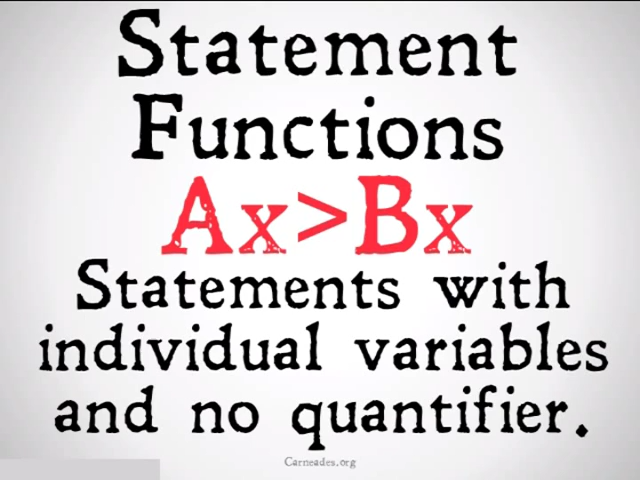 Statement
Functions
Ax>Bx
Statements with
individual variables
and no quantifier.
Carneades.org